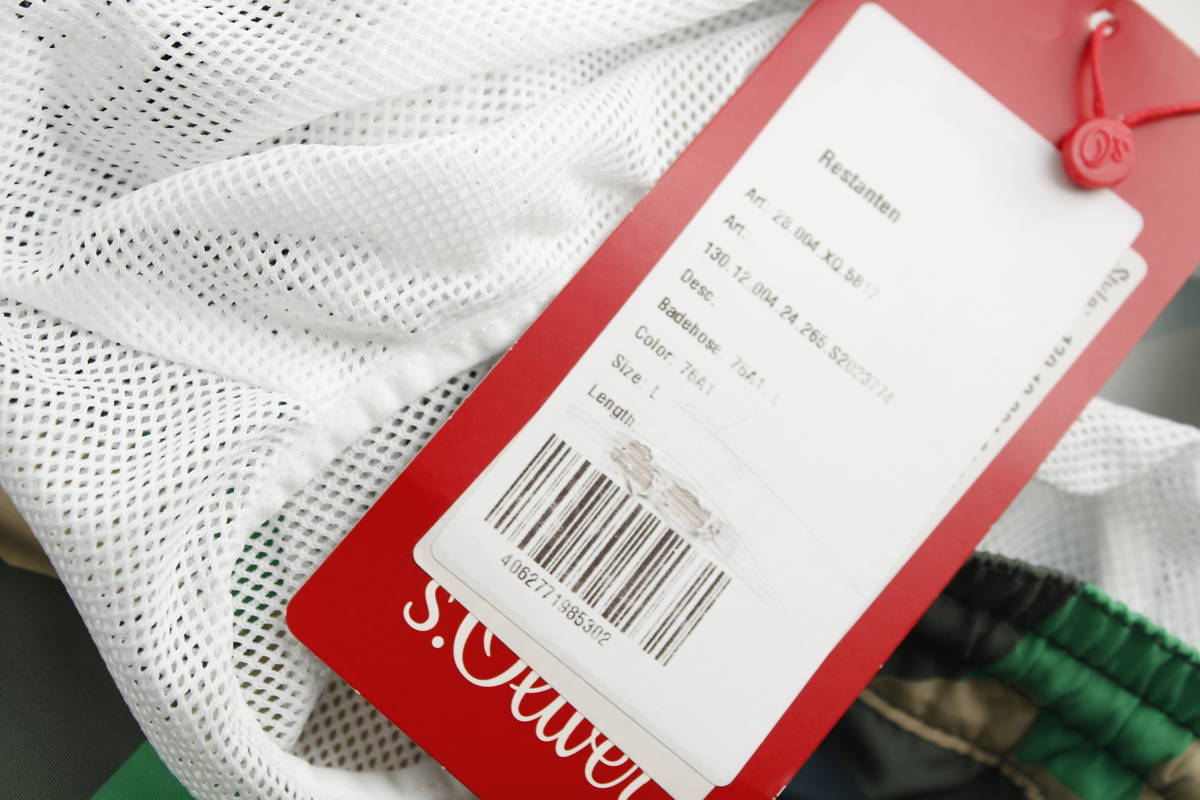 Restanten
Art. 28.004.XQ.5817
Art.
130.12.004.24.265.S2023774
Desc.
Badehose 76A1 L
Color: 76A1
Size: L
Length:
4062771985302
s.Oliver